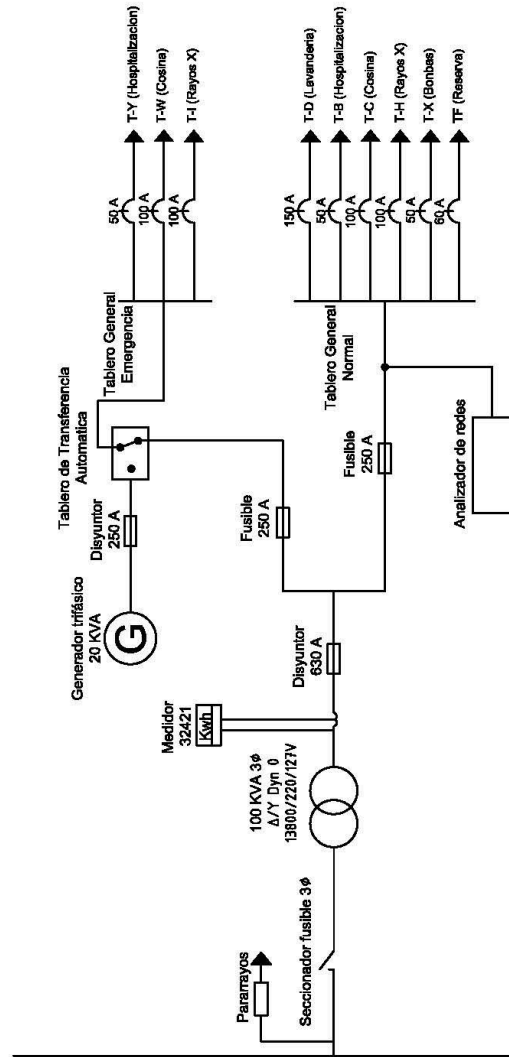 Pararrayos
Seccionador fusible 3ϕ
100 KVA 3ϕ
Δ/Y Dyn 0
13800/220/127V
Medidor
32421
Kwh
Disyuntor
630 A
Generador trifásico
20 KVA
G
Disyuntor
250 A
Tablero de Transferencia
Automatica
Fusible
250 A
Fusible
250 A
Analizador de redes
Tablero General
Emergencia
50 A
100 A
100 A
T-Y (Hospitalizacion)
T-W (Cosina)
T-I (Rayos X)
Tablero General
Normal
150 A
50 A
100 A
100 A
50 A
60 A
T-D (Lavanderia)
T-B (Hospitalizacion)
T-C (Cosina)
T-H (Rayos X)
T-X (Bonbas)
TF (Reserva)